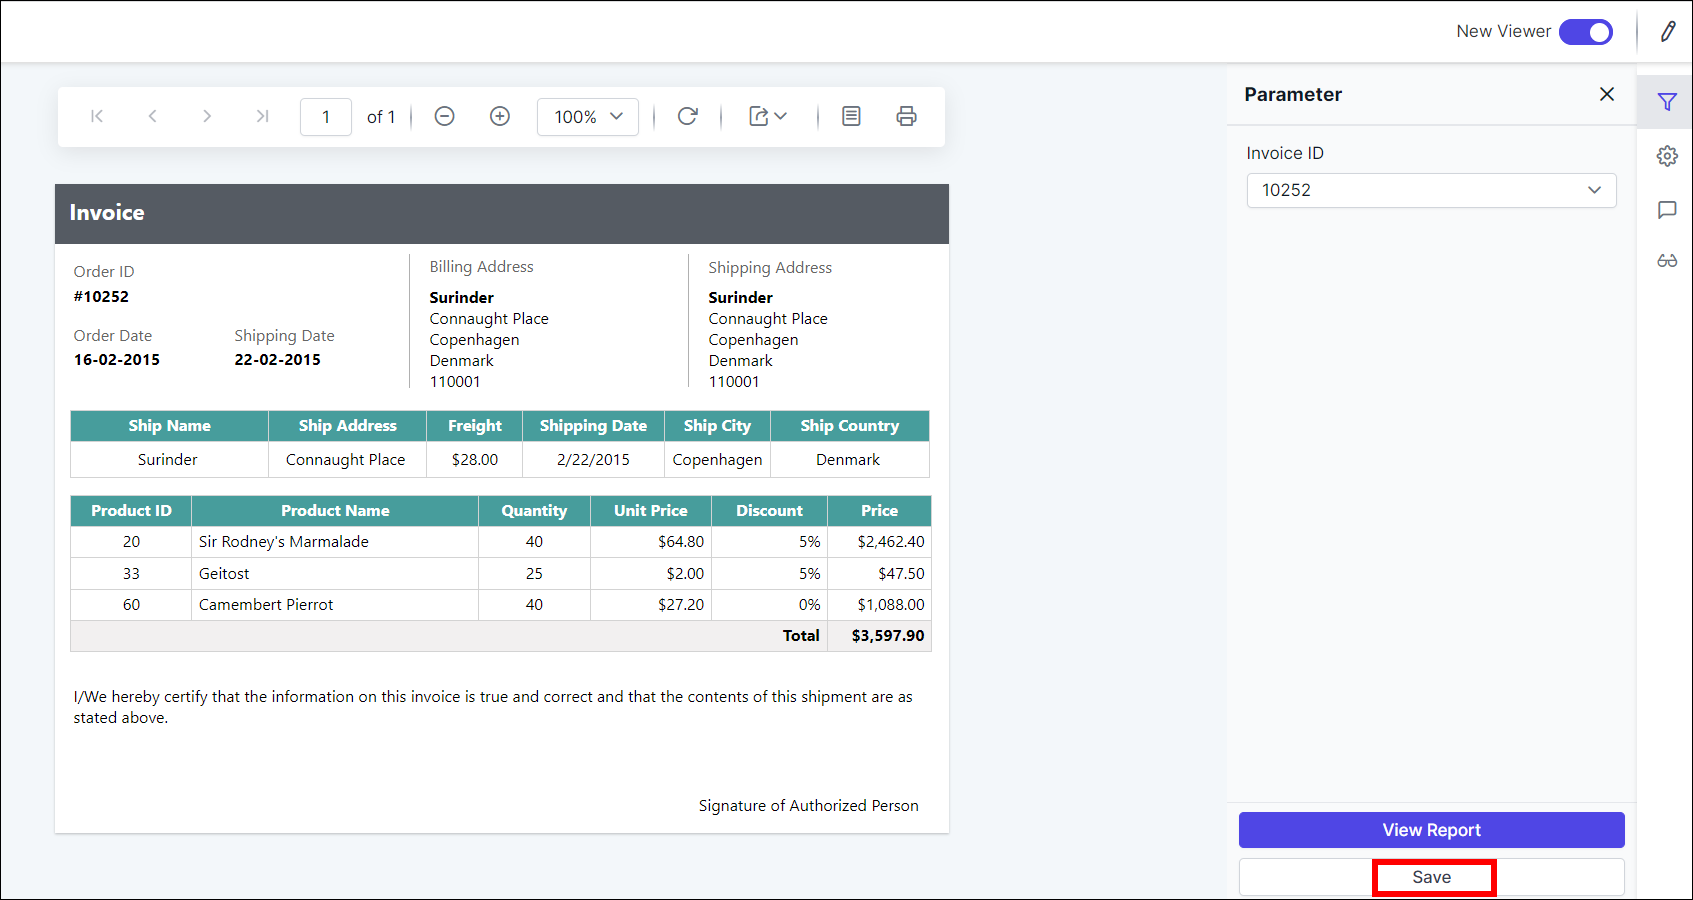 New Viewer
1 of 1 100%
Parameter
Invoice ID
10252
Invoice
Order ID
#10252
Order Date Shipping Date
16-02-2015 22-02-2015
Billing Address
Surinder
Connaught Place
Copenhagen
Denmark
110001
Shipping Address
Surinder
Connaught Place
Copenhagen
Denmark
110001
Ship Name Ship Address Freight Shipping Date Ship City Ship Country
Surinder Connaught Place $28.00 2/22/2015 Copenhagen Denmark
Product ID Product Name Quantity Unit Price Discount Price
20 Sir Rodney's Marmalade 40 $64.80 5% $2,462.40
33 Geitost 25 $2.00 5% $47.50
60 Camembert Pierrot 40 $27.20 0% $1,088.00
Total $3,597.90
I/We hereby certify that the information on this invoice is true and correct and that the contents of this shipment are as
stated above.
Signature of Authorized Person
View Report
Save